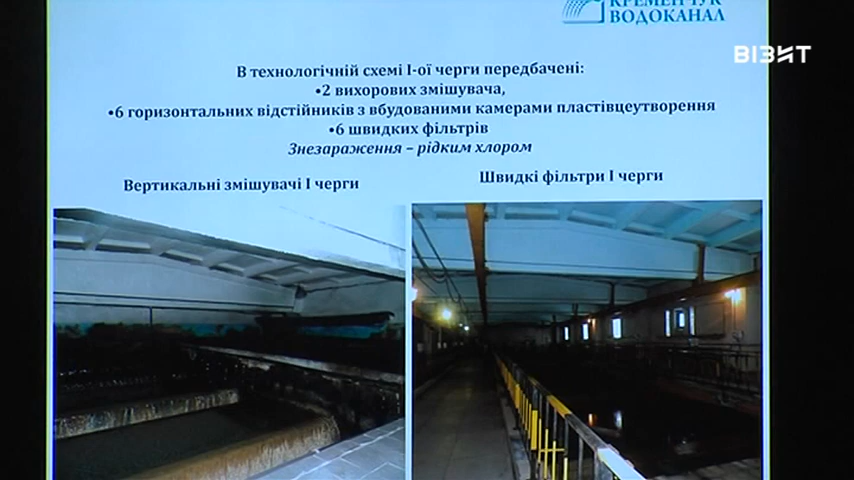 КРЕМЕНЧУК
ВОДОКАНАЛ
ВІЗИТ
В технологічній схемі І-ої черги передбачені:
•2 вихорових змішувача,
•6 горизонтальних відстійників з вбудованими камерами пластівцеутворення
•6 швидких фільтрів
Знезараження – рідким хлором
Вертикальні змішувачі І черги
Швидкі фільтри І черги